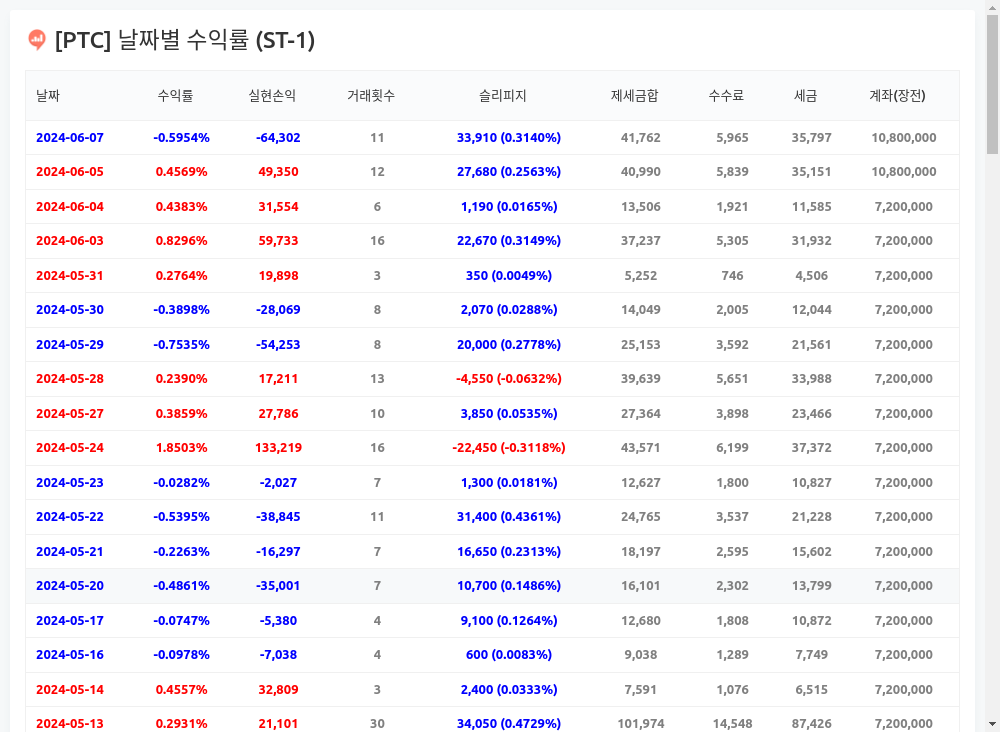 [PTC] 날짜별 수익률 (ST-1)
날짜 수익률 실현손익 거래횟수 슬리피지 제세금합 수수료 세금 계좌(장전)
2024-06-07 -0.5954% -64,302 11 33,910 (0.3140%) 41,762 5,965 35,797 10,800,000
2024-06-05 0.4569% 49,350 12 27,680 (0.2563%) 40,990 5,839 35,151 10,800,000
2024-06-04 0.4383% 31,554 6 1,190 (0.0165%) 13,506 1,921 11,585 7,200,000
2024-06-03 0.8296% 59,733 16 22,670 (0.3149%) 37,237 5,305 31,932 7,200,000
2024-05-31 0.2764% 19,898 3 350 (0.0049%) 5,252 746 4,506 7,200,000
2024-05-30 -0.3898% -28,069 8 2,070 (0.0288%) 14,049 2,005 12,044 7,200,000
2024-05-29 -0.7535% -54,253 8 20,000 (0.2778%) 25,153 3,592 21,561 7,200,000
2024-05-28 0.2390% 17,211 13 -4,550 (-0.0632%) 39,639 5,651 33,988 7,200,000
2024-05-27 0.3859% 27,786 10 3,850 (0.0535%) 27,364 3,898 23,466 7,200,000
2024-05-24 1.8503% 133,219 16 -22,450 (-0.3118%) 43,571 6,199 37,372 7,200,000
2024-05-23 -0.0282% -2,027 7 1,300 (0.0181%) 12,627 1,800 10,827 7,200,000
2024-05-22 -0.5395% -38,845 11 31,400 (0.4361%) 24,765 3,537 21,228 7,200,000
2024-05-21 -0.2263% -16,297 7 16,650 (0.2313%) 18,197 2,595 15,602 7,200,000
2024-05-20 -0.4861% -35,001 7 10,700 (0.1486%) 16,101 2,302 13,799 7,200,000
2024-05-17 -0.0747% -5,380 4 9,100 (0.1264%) 12,680 1,808 10,872 7,200,000
2024-05-16 -0.0978% -7,038 4 600 (0.0083%) 9,038 1,289 7,749 7,200,000
2024-05-14 0.4557% 32,809 3 2,400 (0.0333%) 7,591 1,076 6,515 7,200,000
2024-05-13 0.2931% 21,101 30 34,050 (0.4729%) 101,974 14,548 87,426 7,200,000